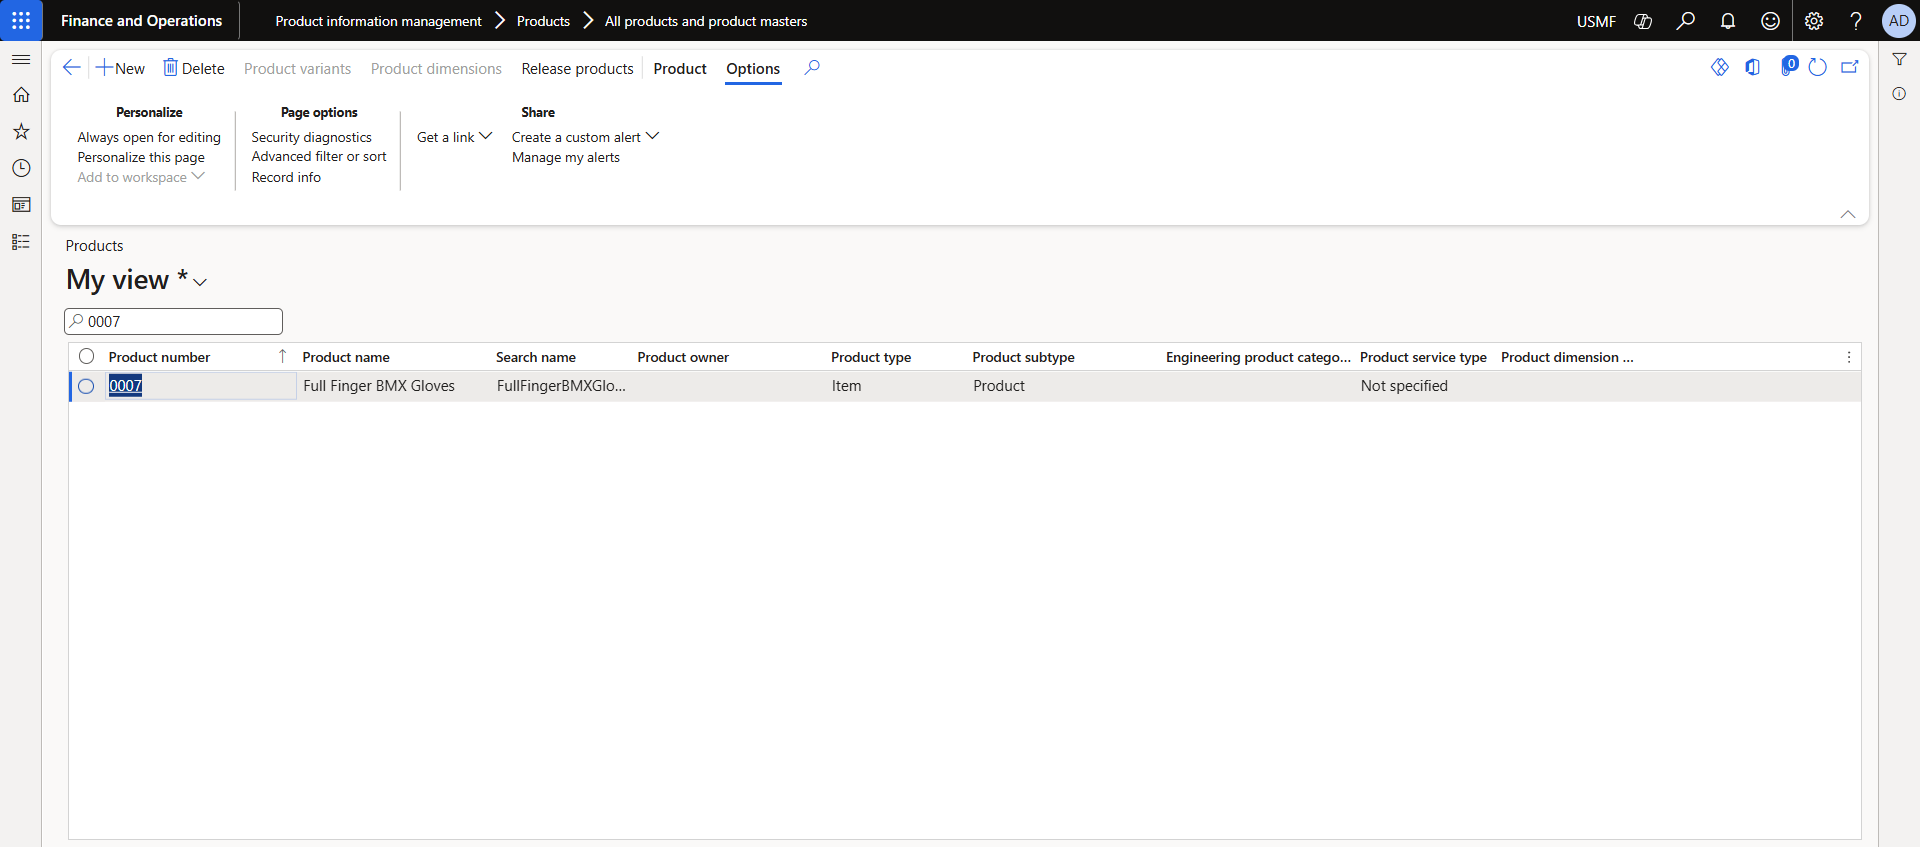 Finance and Operations
Product information management
Products
All products and product masters
USMF
AD
New
Delete
Product variants
Product dimensions
Release products
Product
Options
0
Personalize
Always open for editing
Personalize this page
Add to workspace
Page options
Security diagnostics
Advanced filter or sort
Record info
Get a link
Share
Create a custom alert
Manage my alerts
Products
My view *
0007
Product number
Product name
Search name
Product owner
Product type
Product subtype
Engineering product catego...
Product service type
Product dimension ...
0007
Full Finger BMX Gloves
FullFingerBMXGlo...
Item
Product
Not specified